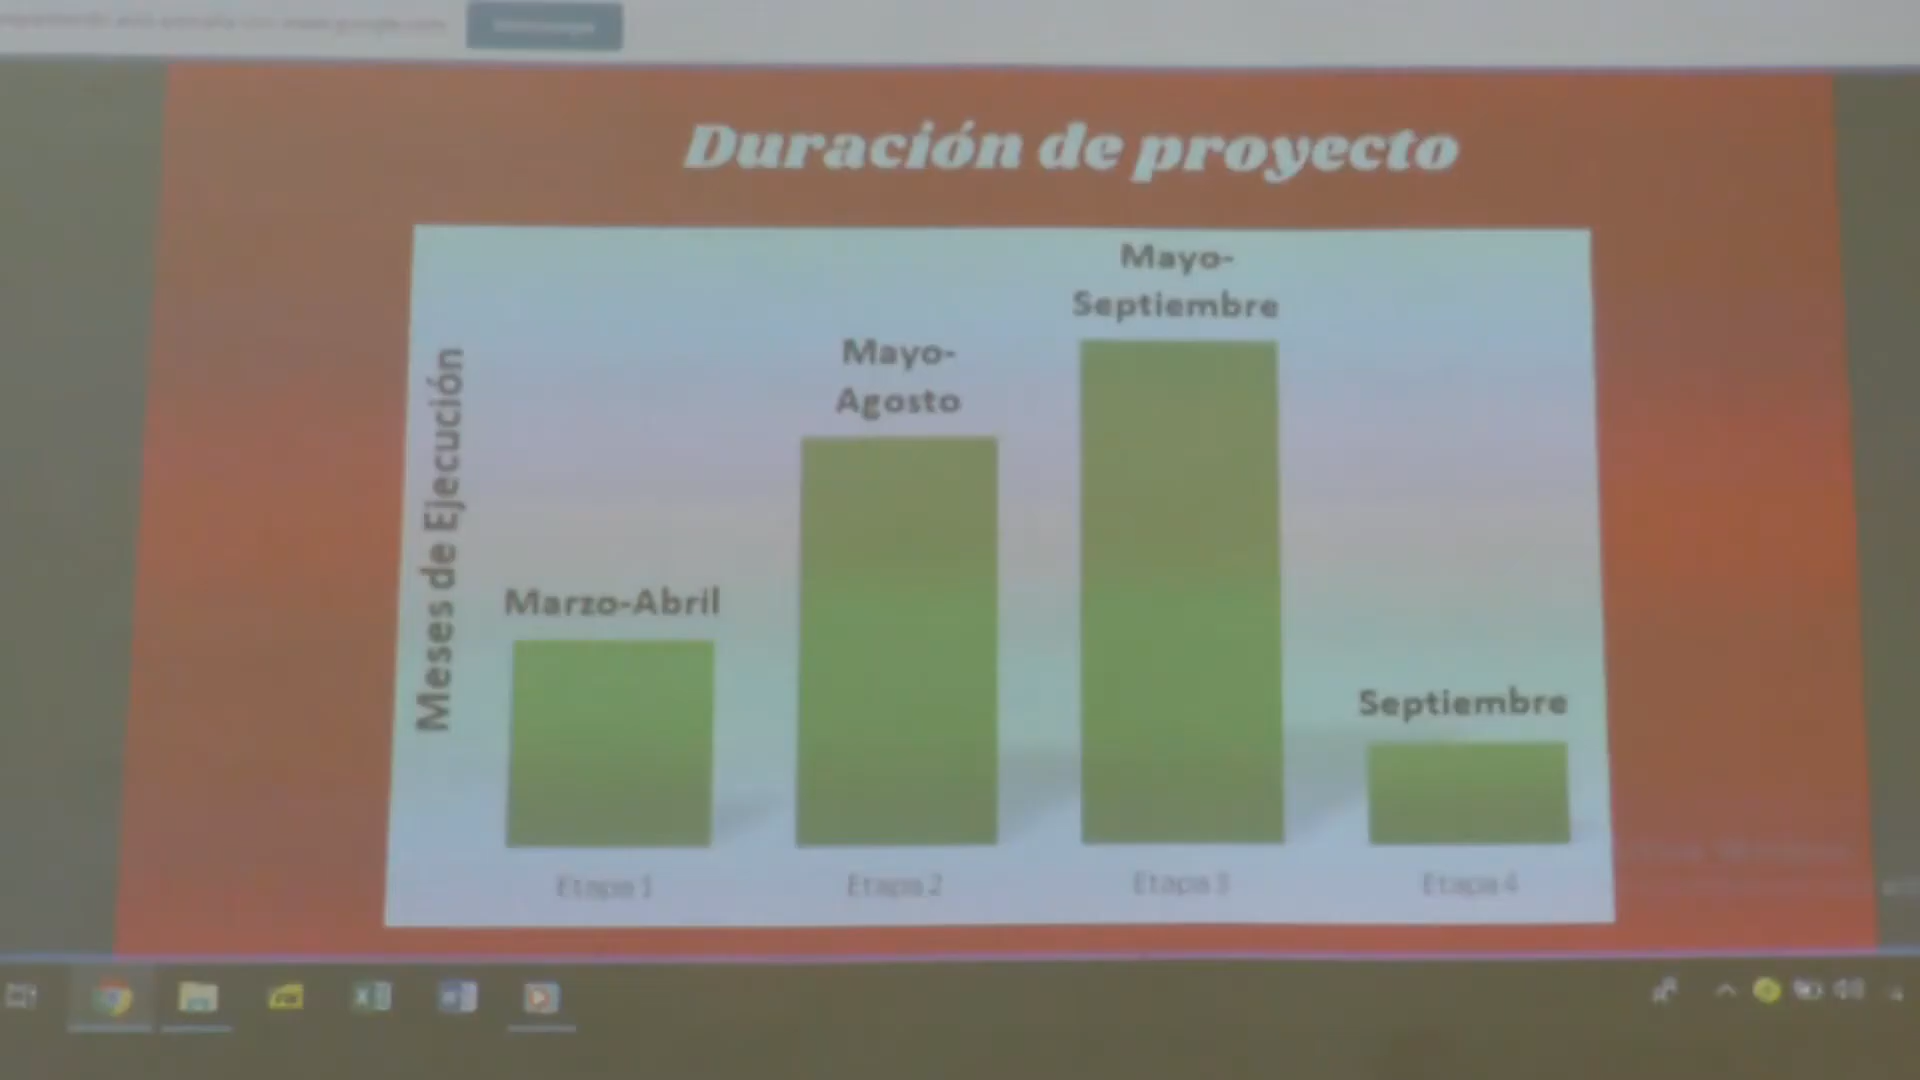 Duración de proyecto
Mayo-
Septiembre
Mayo-
Agosto
Marzo-Abril
Septiembre
Meses de Ejecución
Etapa 1
Etapa 2
Etapa 3
Etapa 4